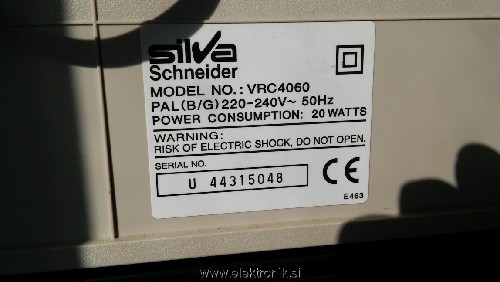 silva
Schneider
MODEL NO.: VRC4060
PAL(B/G)220-240V~ 50Hz
POWER CONSUMPTION: 20 WATTS
WARNING:
RISK OF ELECTRIC SHOCK, DO NOT OPEN.
SERIAL NO.
U 44315048
CE
E463
www.elektronik.si